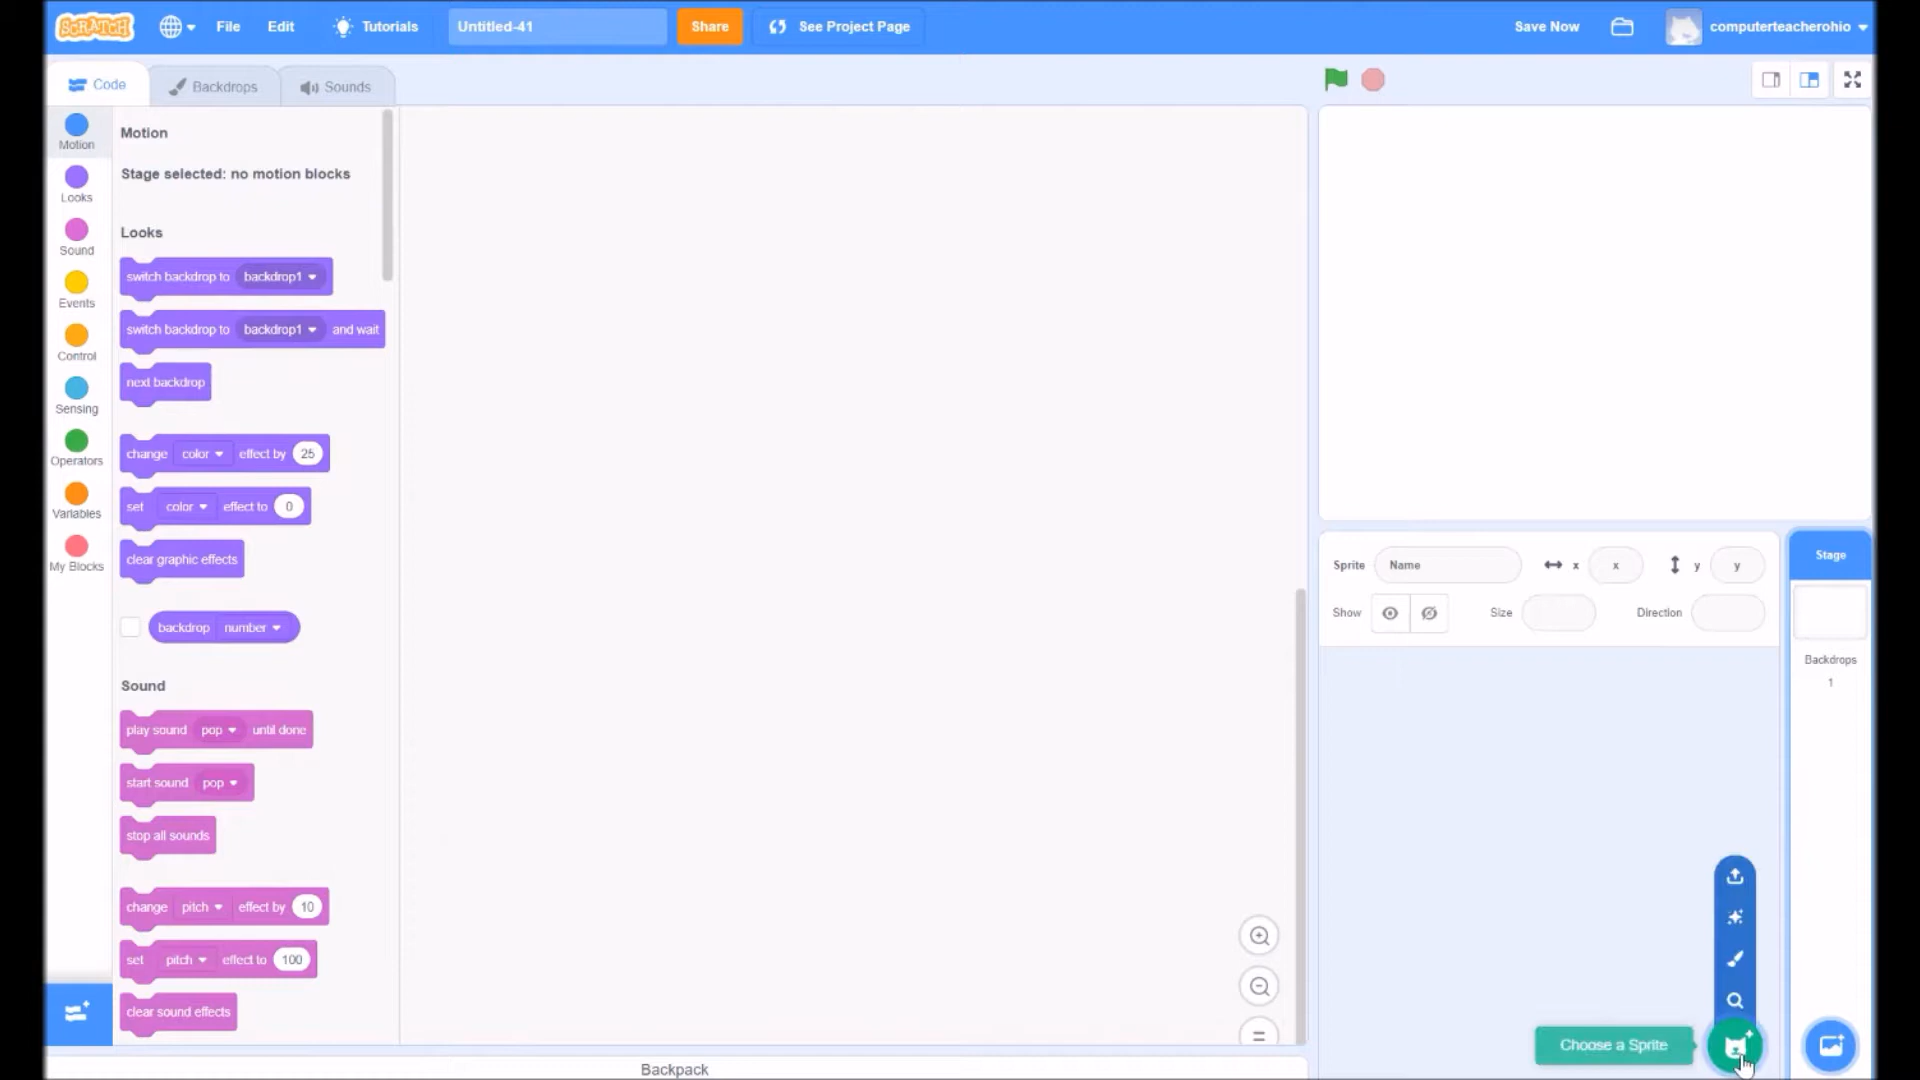 SCRATCH
File
Edit
Tutorials
Untitled-41
Share
See Project Page
Save Now
computerteacherohio
Code
Backdrops
Sounds
Motion
Looks
Sound
Events
Control
Sensing
Operators
Variables
My Blocks
Motion
Stage selected: no motion blocks
Looks
switch backdrop to backdrop1
switch backdrop to backdrop1 and wait
next backdrop
change color effect by 25
set color effect to 0
clear graphic effects
backdrop number
Sound
play sound pop until done
start sound pop
stop all sounds
change pitch effect by 10
set pitch effect to 100
clear sound effects
Backpack
Sprite Name x x y y
Show Size Direction
Stage
Backdrops
1
Choose a Sprite